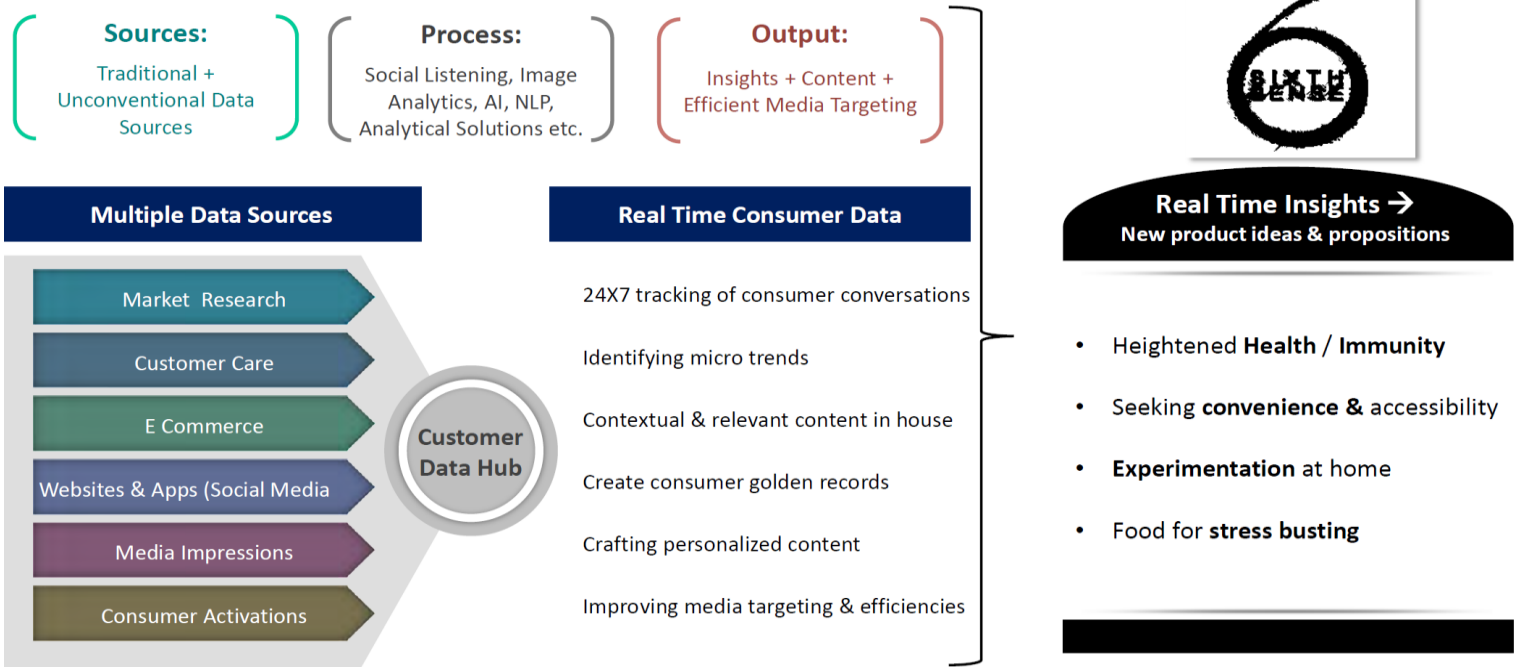 Sources:
Traditional +
Unconventional Data
Sources
Process:
Social Listening, Image
Analytics, AI, NLP,
Analytical Solutions etc.
Output:
Insights + Content +
Efficient Media Targeting
6
SIXTH
SENSE
Multiple Data Sources
Market Research
Customer Care
E Commerce
Websites & Apps (Social Media
Media Impressions
Consumer Activations
Customer
Data Hub
Real Time Consumer Data
24X7 tracking of consumer conversations
Identifying micro trends
Contextual & relevant content in house
Create consumer golden records
Crafting personalized content
Improving media targeting & efficiencies
Real Time Insights →
New product ideas & propositions
• Heightened Health / Immunity
• Seeking convenience & accessibility
• Experimentation at home
• Food for stress busting